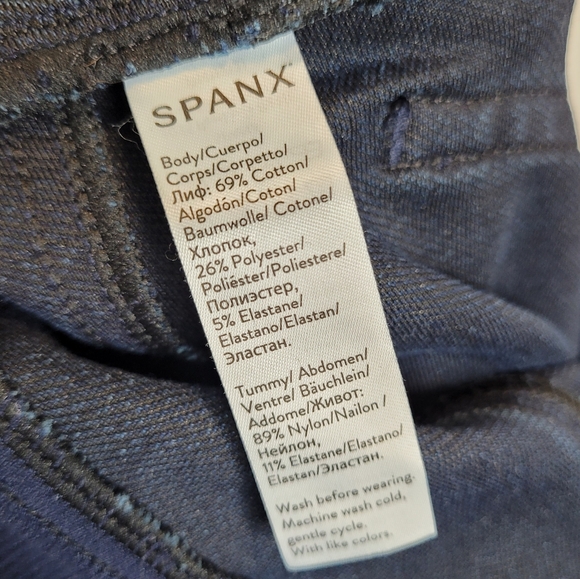 SPANX
Body/Cuerpo/
Corps/Corpetto/
Лиф: 69% Cotton/
Algodón/Coton/
Baumwolle/ Cotone/
Хлопок,
26% Polyester/
Poliéster/Poliestere/
Полиэстер,
5% Elastane/
Elastano/Elastan/
Эластан.
Tummy/ Abdomen/
Ventre/ Bäuchlein/
Addome/Живот:
89% Nylon/Nailon /
Нейлон,
11% Elastane/Elastano/
Elastan/Эластан.
Wash before wearing.
Machine wash cold,
gentle cycle.
Wish like colors.